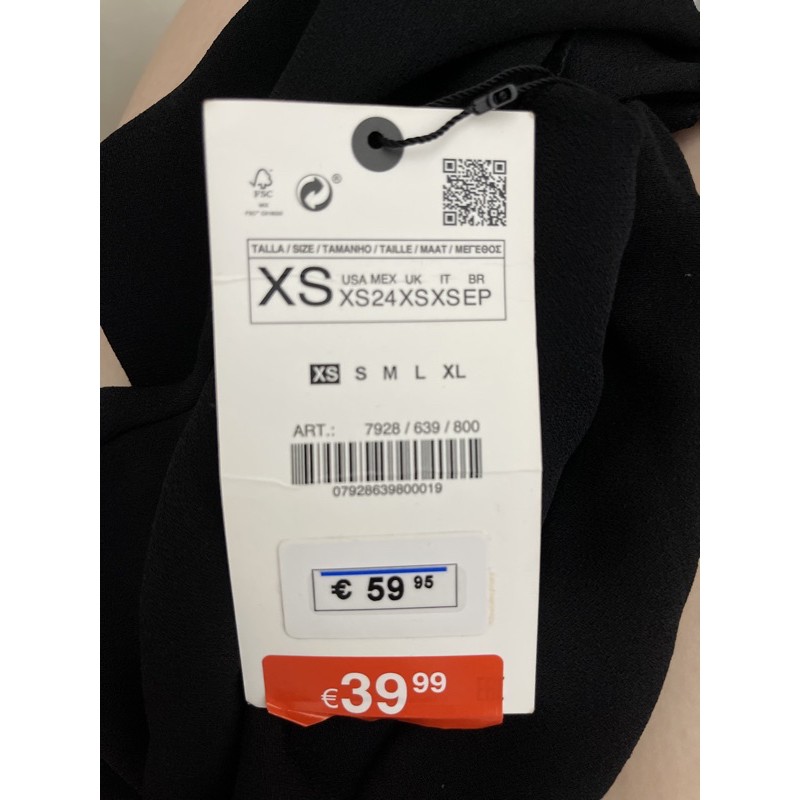 FSC
®
TALLA / SIZE / TAMANHO / TAILLE / MAAT / ΜΕΓΕΘΟΣ
XS USA MEX UK IT BR
XS 24 XS XS EP
XS S M L XL
ART.: 7928 / 639 / 800
07928639800019
€ 59 95
€39 99